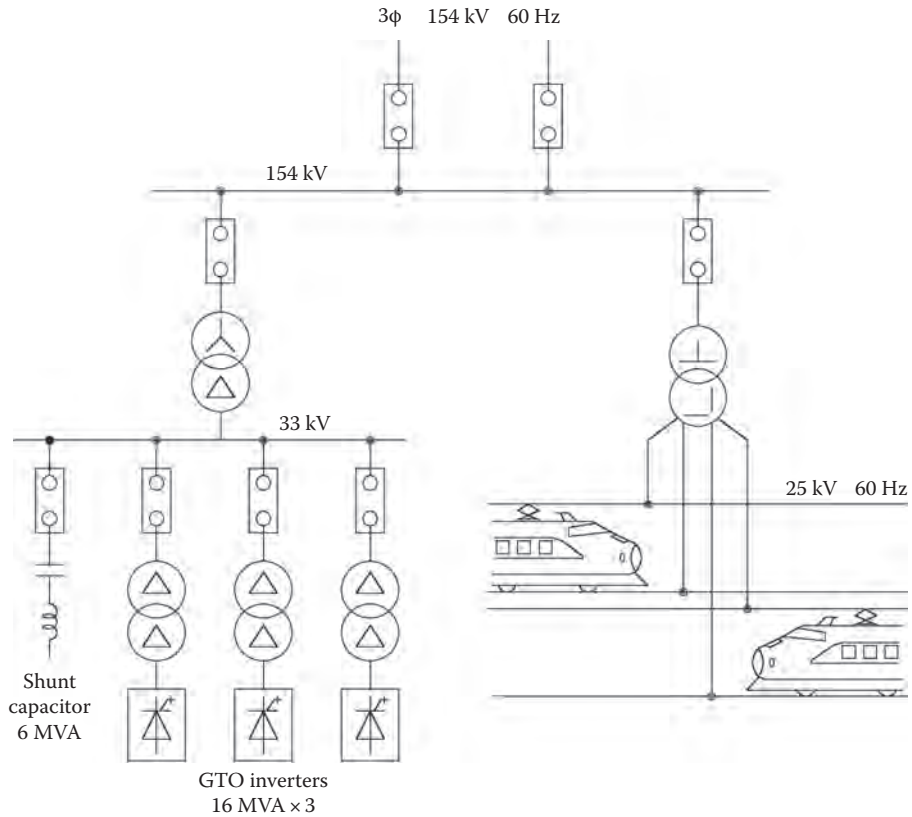 3ϕ 154 kV 60 Hz
154 kV
33 kV
25 kV 60 Hz
Shunt
capacitor
6 MVA
GTO inverters
16 MVA × 3